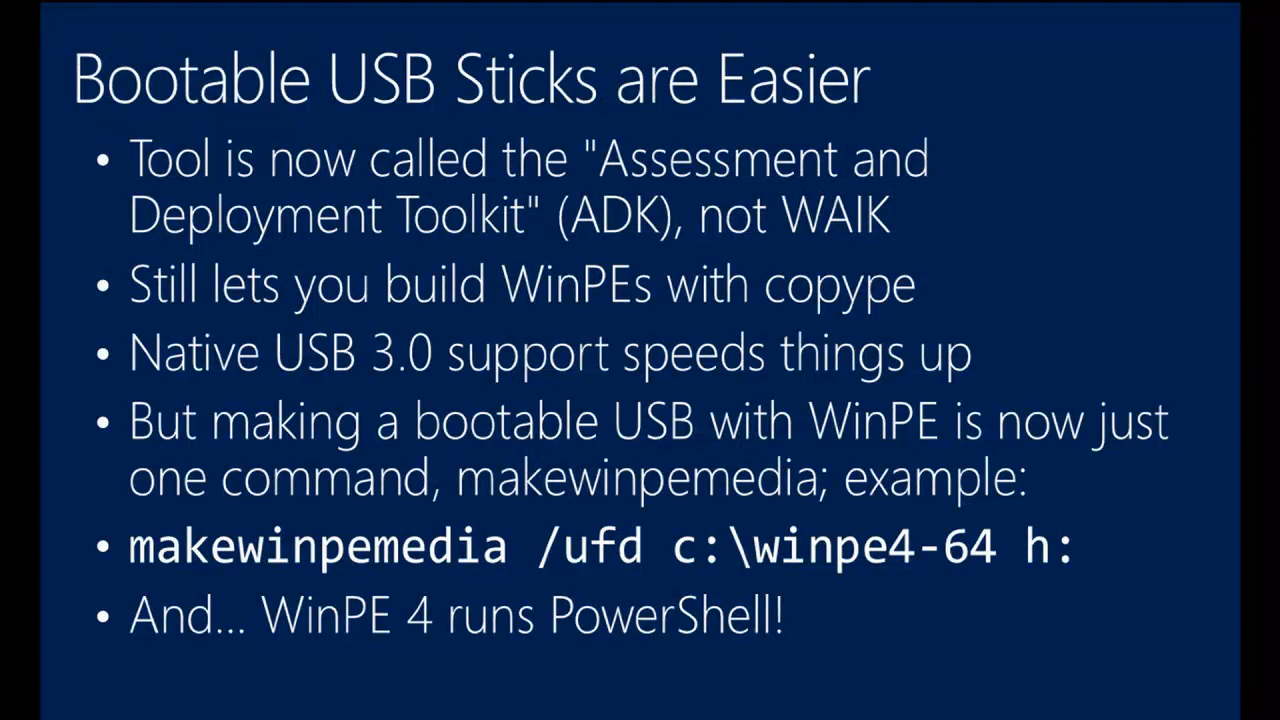 Bootable USB Sticks are Easier
• Tool is now called the "Assessment and
Deployment Toolkit" (ADK), not WAIK
• Still lets you build WinPEs with copype
• Native USB 3.0 support speeds things up
• But making a bootable USB with WinPE is now just
one command, makewinpemedia; example:
• makewinpemedia /ufd c:\winpe4-64 h:
• And... WinPE 4 runs PowerShell!